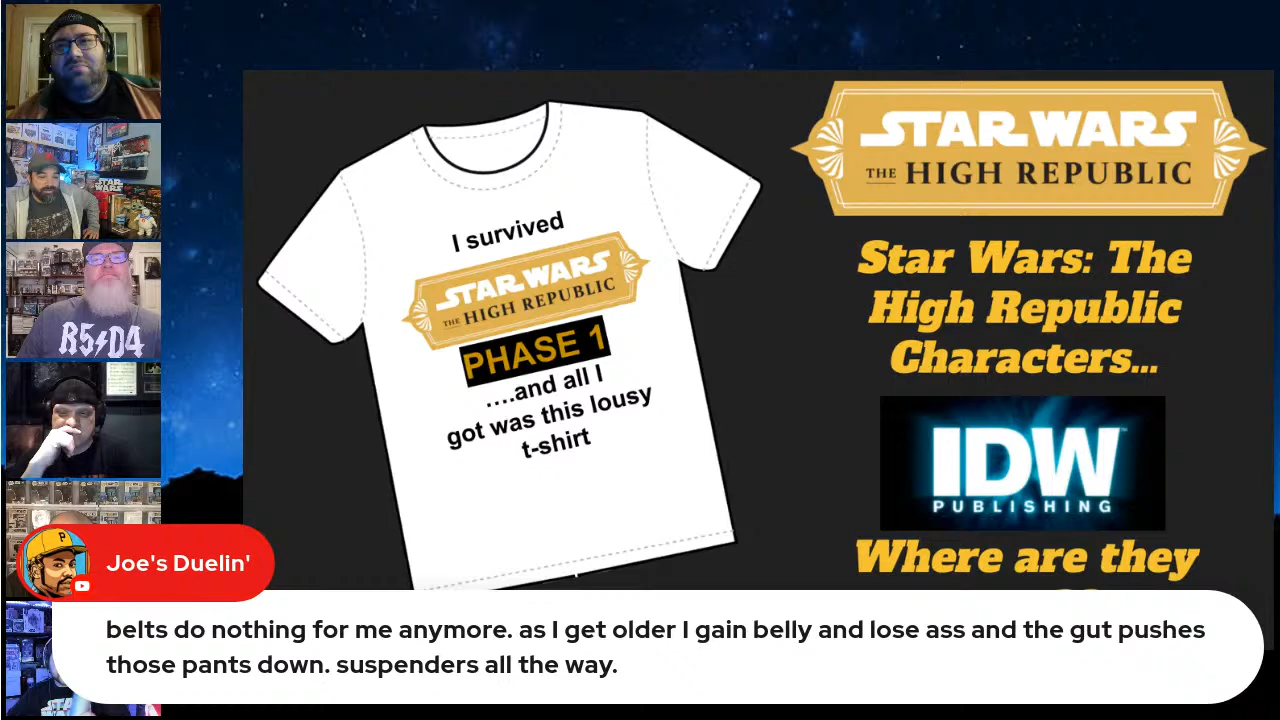 I survived
STAR WARS
THE HIGH REPUBLIC
PHASE 1
....and all I
got was this lousy
t-shirt
STAR WARS
THE HIGH REPUBLIC
Star Wars: The
High Republic
Characters...
IDW
PUBLISHING
Where are they
STAR WARS
R5 D4
P
Joe's Duelin'
belts do nothing for me anymore. as I get older I gain belly and lose ass and the gut pushes
those pants down. suspenders all the way.